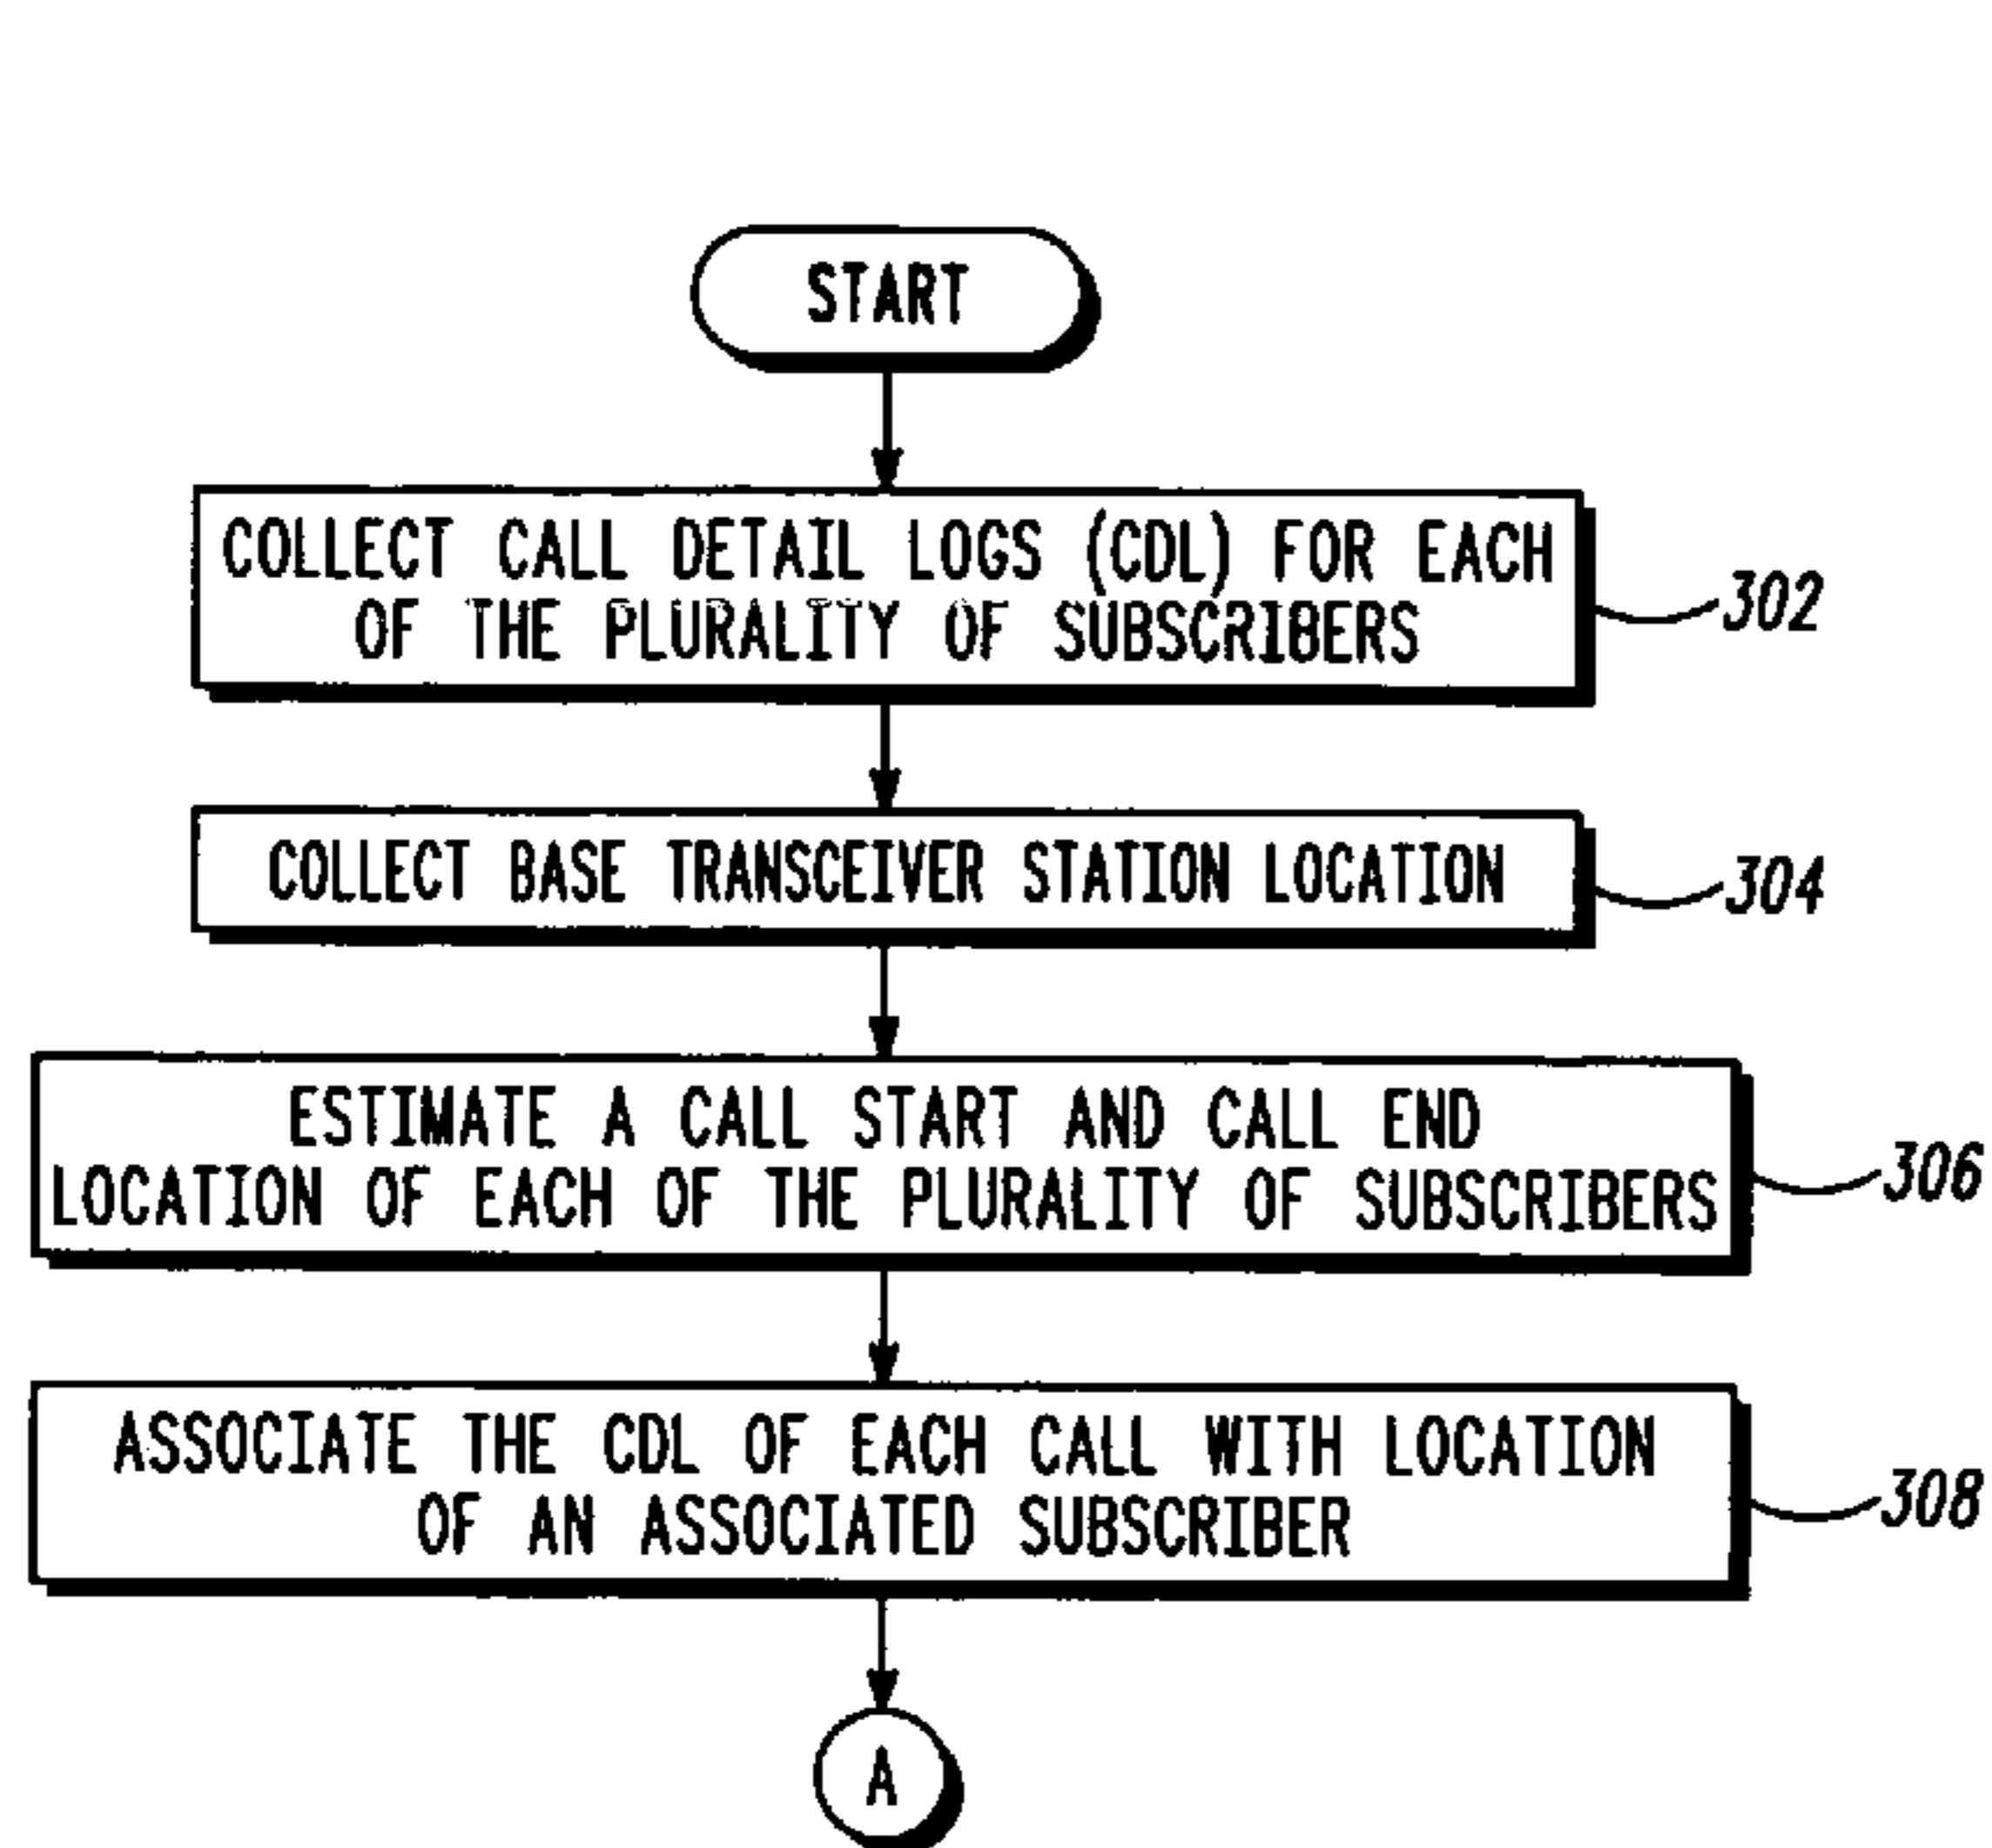 START
COLLECT CALL DETAIL LOGS (CDL) FOR EACH
OF THE PLURALITY OF SUBSCRIBERS
302
COLLECT BASE TRANSCEIVER STATION LOCATION
304
ESTIMATE A CALL START AND CALL END
LOCATION OF EACH OF THE PLURALITY OF SUBSCRIBERS
306
ASSOCIATE THE CDL OF EACH CALL WITH LOCATION
OF AN ASSOCIATED SUBSCRIBER
308
A